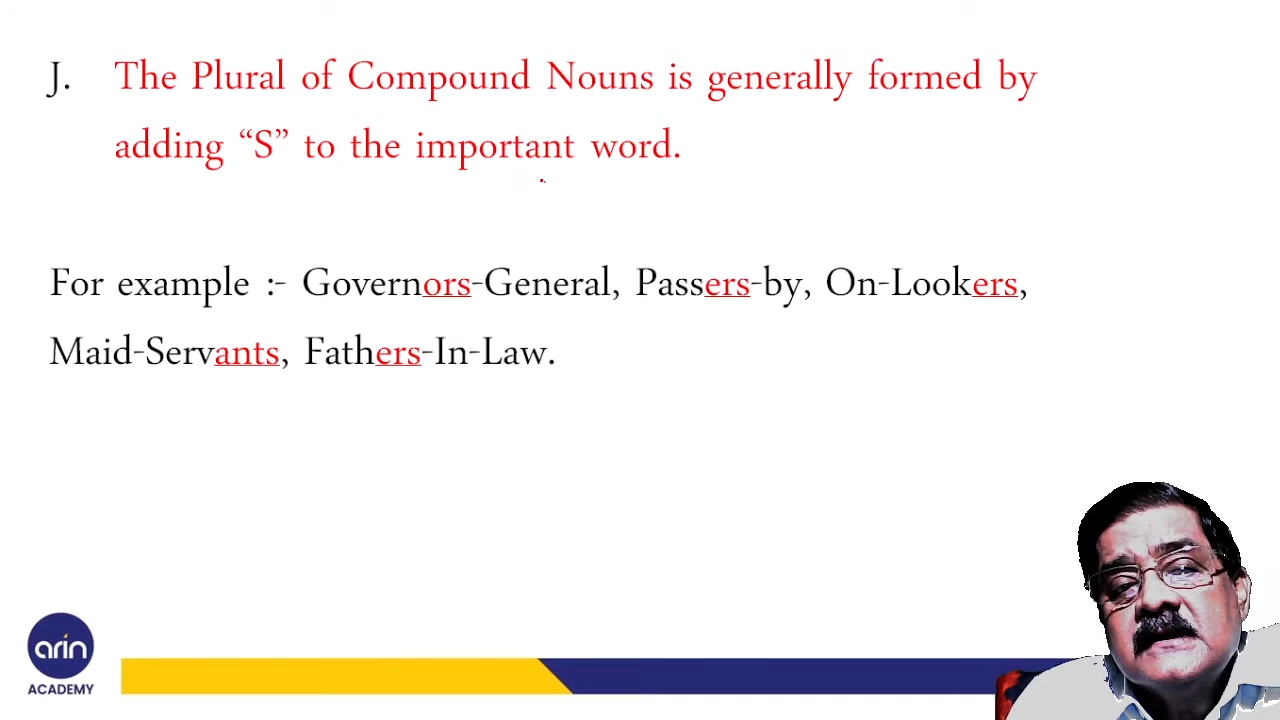 J. The Plural of Compound Nouns is generally formed by
adding “S” to the important word.
For example :- Governors-General, Passers-by, On-Lookers,
Maid-Servants, Fathers-In-Law.
arin
ACADEMY